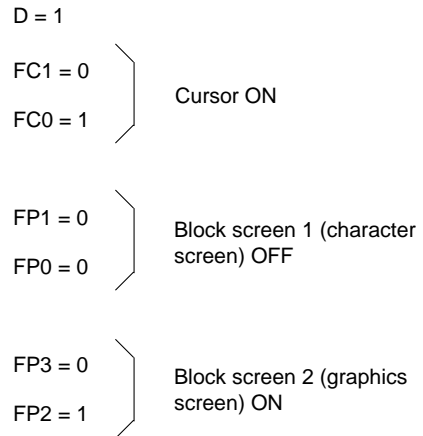 D = 1
FC1 = 0
FC0 = 1
Cursor ON
FP1 = 0
FP0 = 0
Block screen 1 (character
screen) OFF
FP3 = 0
FP2 = 1
Block screen 2 (graphics
screen) ON